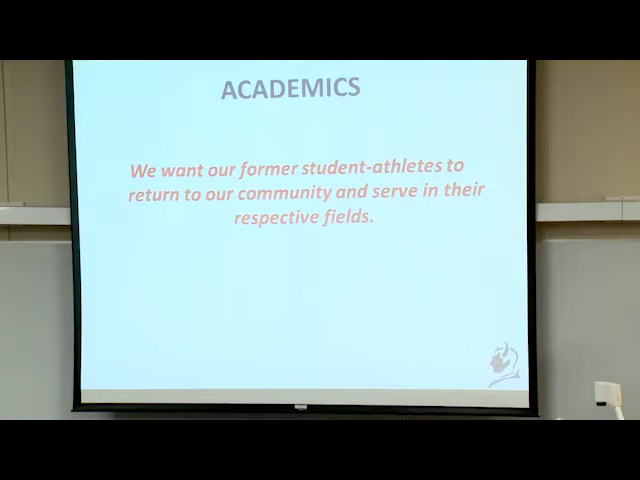 ACADEMICS
We want our former student-athletes to
return to our community and serve in their
respective fields.